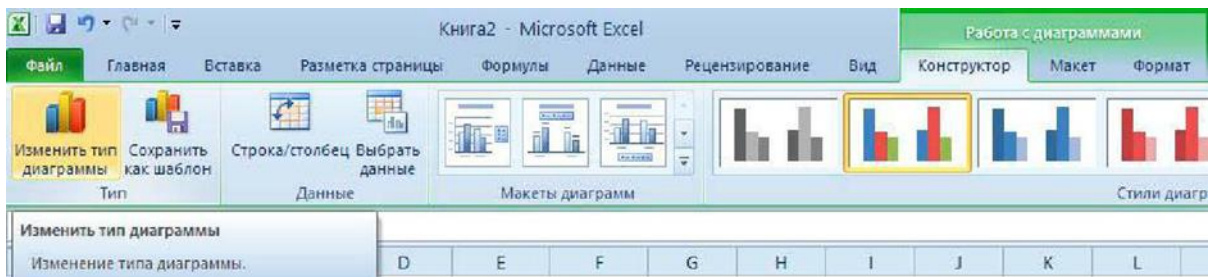 Книга2 - Microsoft Excel
Работа с диаграммами
Файл Главная Вставка Разметка страницы Формулы Данные Рецензирование Вид Конструктор Макет Формат
Изменить тип диаграммы
Сохранить как шаблон
Строка/столбец
Выбрать данные
Тип
Данные
Макеты диаграмм
Стили диагр
Изменить тип диаграммы
Изменение типа диаграммы.
D E F G H I J K L